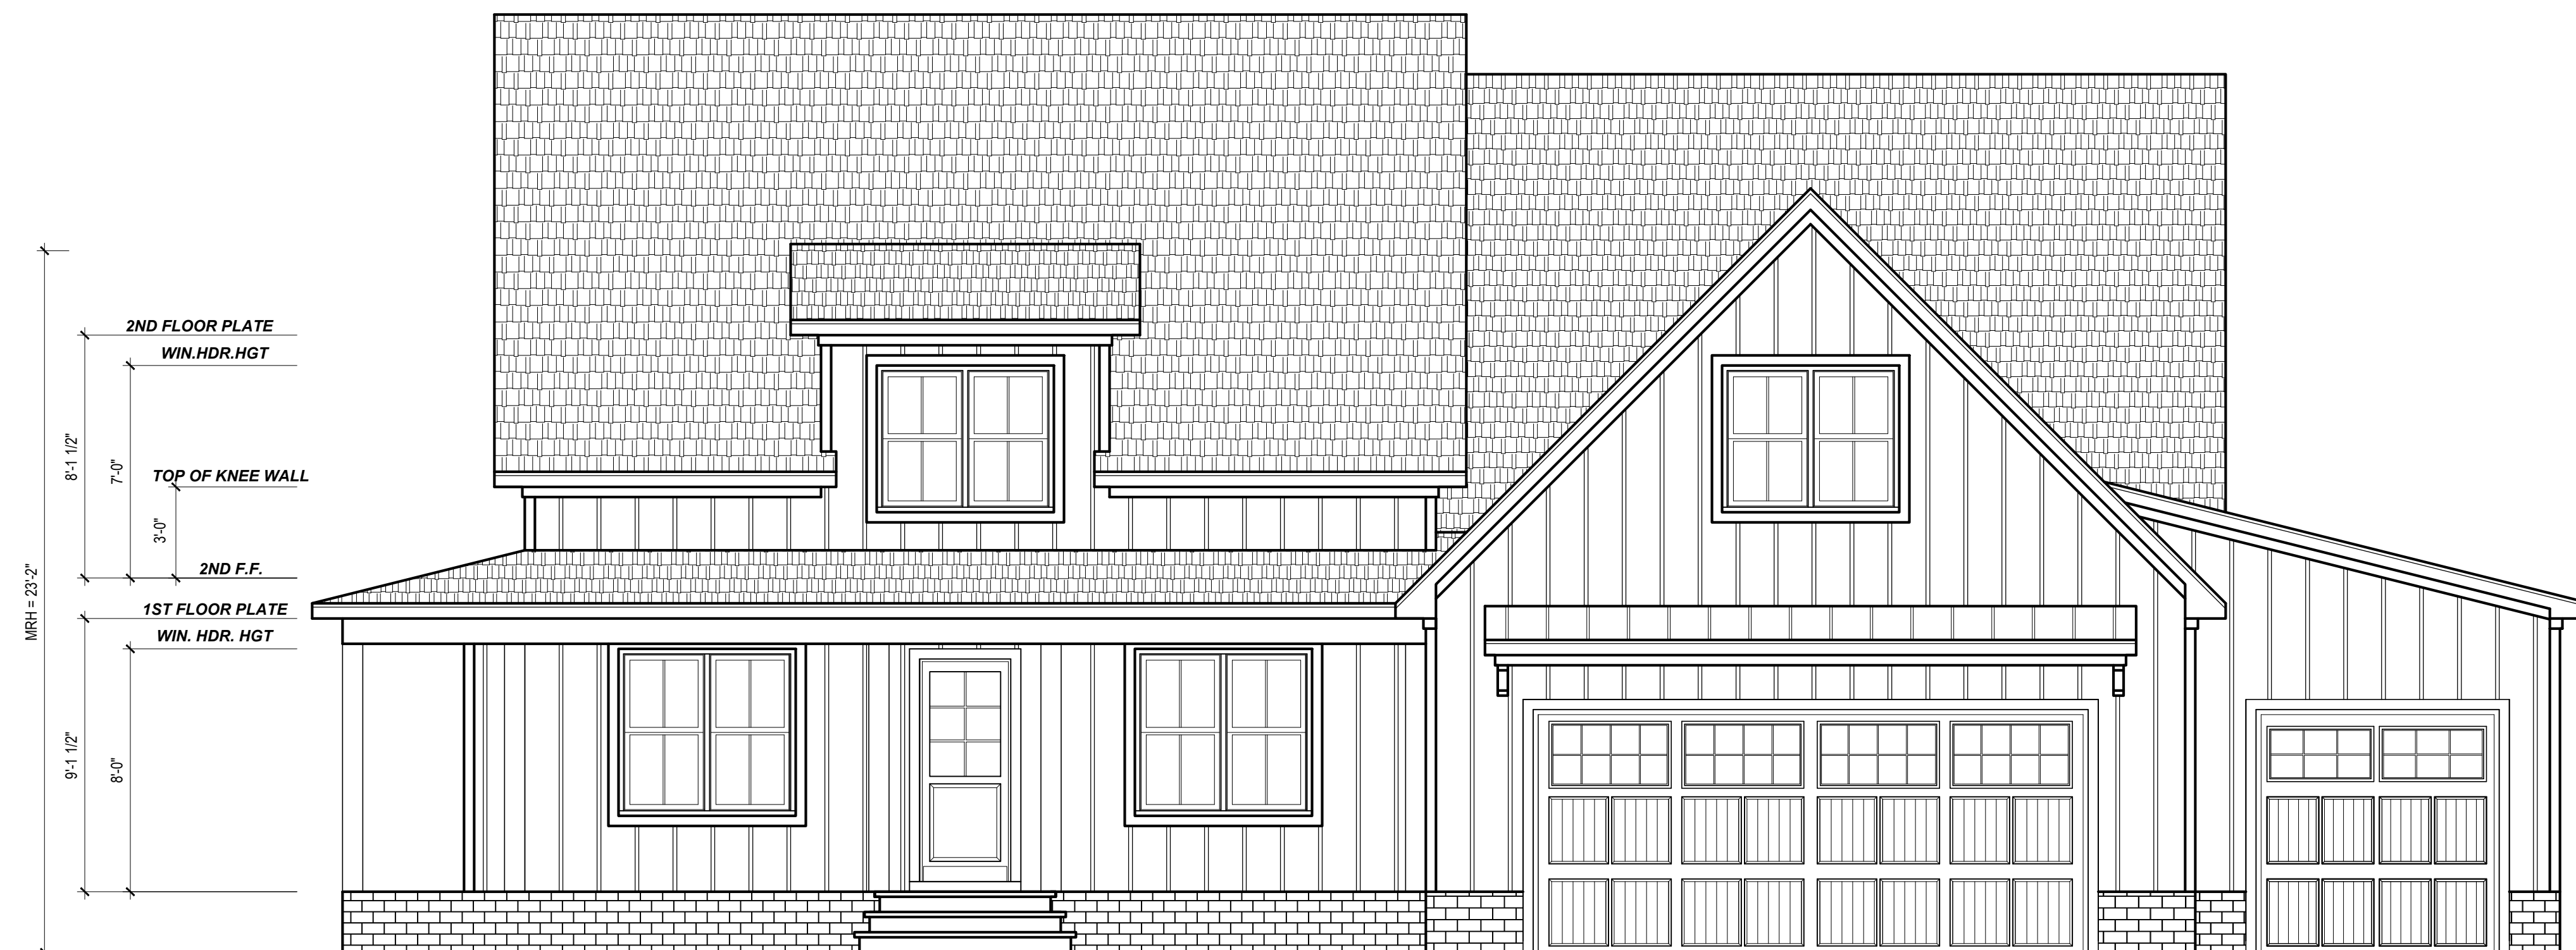 2ND FLOOR PLATE
WIN.HDR.HGT
8'-1 1/2"
7'-0"
TOP OF KNEE WALL
3'-0"
2ND F.F.
MRH = 23'-2"
1ST FLOOR PLATE
WIN. HDR. HGT
9'-1 1/2"
8'-0"